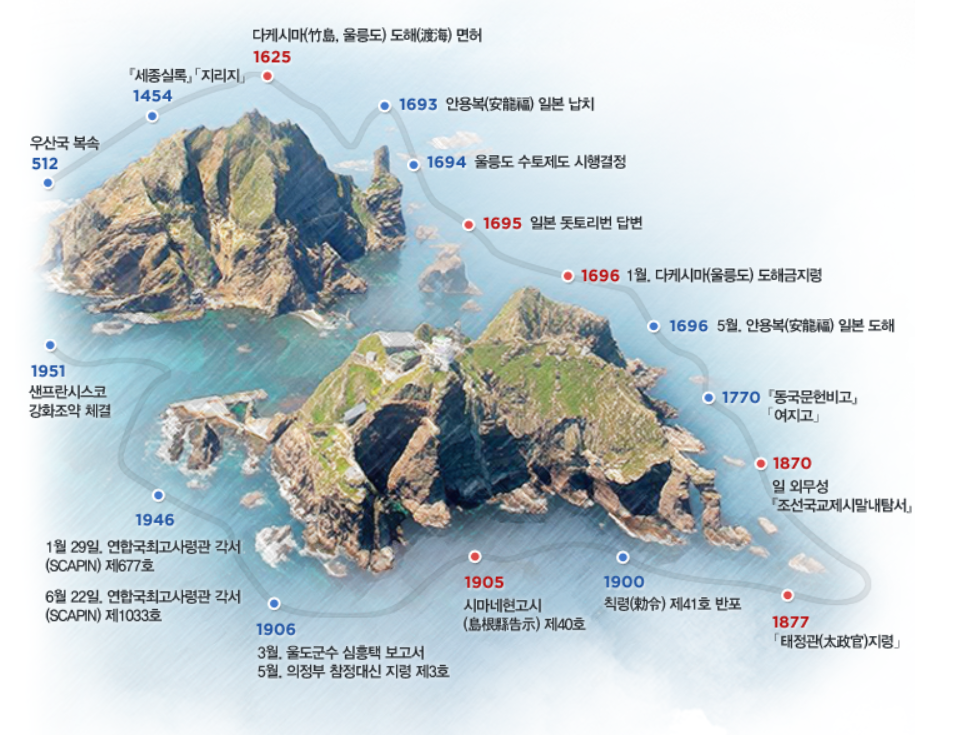 우산국 복속
512
『세종실록』「지리지」
1454
다케시마(竹島, 울릉도) 도해(渡海) 면허
1625
1693 안용복(安龍福) 일본 납치
1694 울릉도 수토제도 시행결정
1695 일본 돗토리번 답변
1696 1월. 다케시마(울릉도) 도해금지령
1696 5월. 안용복(安龍福) 일본 도해
1770 『동국문헌비고』
「여지고」
1870
일 외무성
『조선국교제시말내탐서』
1877
「태정관(太政官)지령」
1900
칙령(勅令) 제41호 반포
1905
시마네현고시
(島根縣告示) 제40호
1906
3월. 울도군수 심흥택 보고서
5월. 의정부 참정대신 지령 제3호
1946
1월 29일. 연합국최고사령관 각서
(SCAPIN) 제677호
6월 22일. 연합국최고사령관 각서
(SCAPIN) 제1033호
1951
샌프란시스코
강화조약 체결